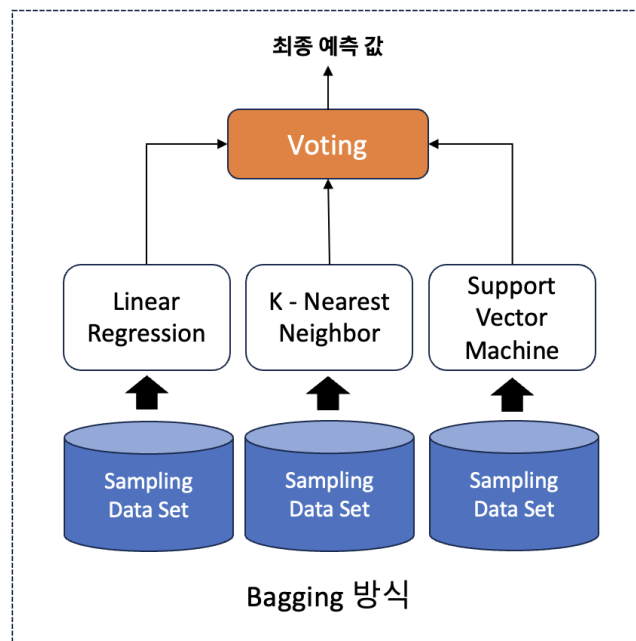 최종 예측 값
Voting
Linear
Regression
K - Nearest
Neighbor
Support
Vector
Machine
Sampling
Data Set
Sampling
Data Set
Sampling
Data Set
Bagging 방식